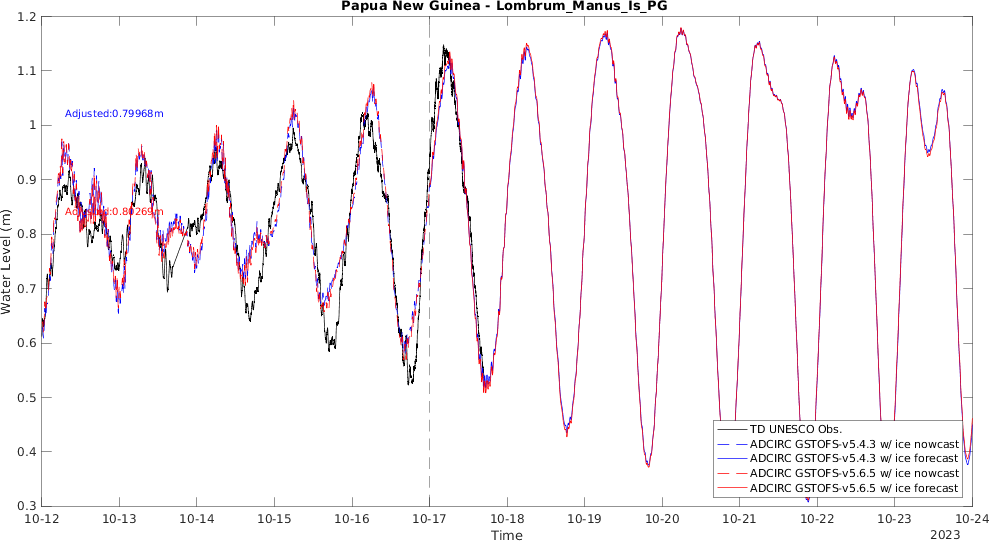 Papua New Guinea - Lombrum_Manus_Is_PG
1.2
1.1
1
0.9
0.8
0.7
0.6
0.5
0.4
0.3
Water Level (m)
Adjusted:0.79968m
Adjusted:0.80269m
TD UNESCO Obs.
ADCIRC GSTOFS-v5.4.3 w/ ice nowcast
ADCIRC GSTOFS-v5.4.3 w/ ice forecast
ADCIRC GSTOFS-v5.6.5 w/ ice nowcast
ADCIRC GSTOFS-v5.6.5 w/ ice forecast
10-12 10-13 10-14 10-15 10-16 10-17 10-18 10-19 10-20 10-21 10-22 10-23 10-24
Time
2023